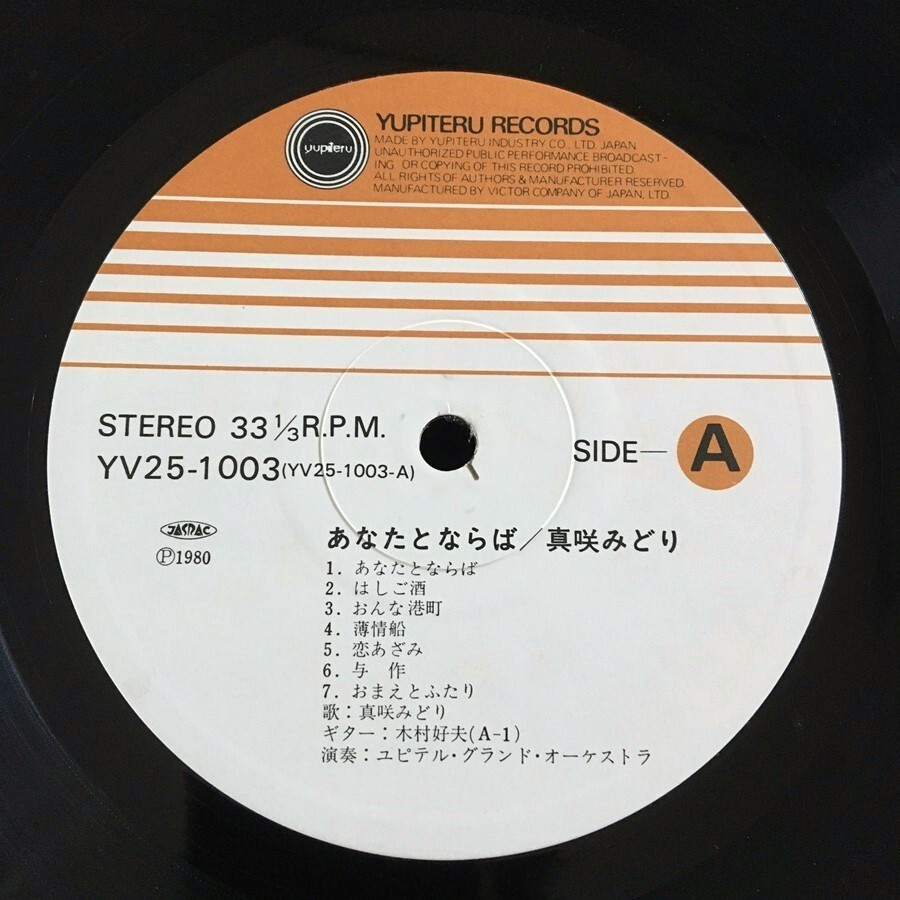 yupiteru
YUPITERU RECORDS
MADE BY YUPITERU INDUSTRY CO., LTD. JAPAN
UNAUTHORIZED PUBLIC PERFORMANCE BROADCAST-
ING OR COPYING OF THIS RECORD PROHIBITED.
ALL RIGHTS OF AUTHORS & MANUFACTURER RESERVED
MANUFACTURED BY VICTOR COMPANY OF JAPAN, LTD.
STEREO 33 1/3 R.P.M.
YV25-1003(YV25-1003-A)
SIDE—A
JASRAC
Ⓟ1980
あなたとならば／真咲みどり
1. あなたとならば
2. はしご酒
3. おんな港町
4. 薄情船
5. 恋あざみ
6. 与 作
7. おまえとふたり
歌：真咲みどり
ギター：木村好夫(A-1)
演奏：ユピテル・グランド・オーケストラ